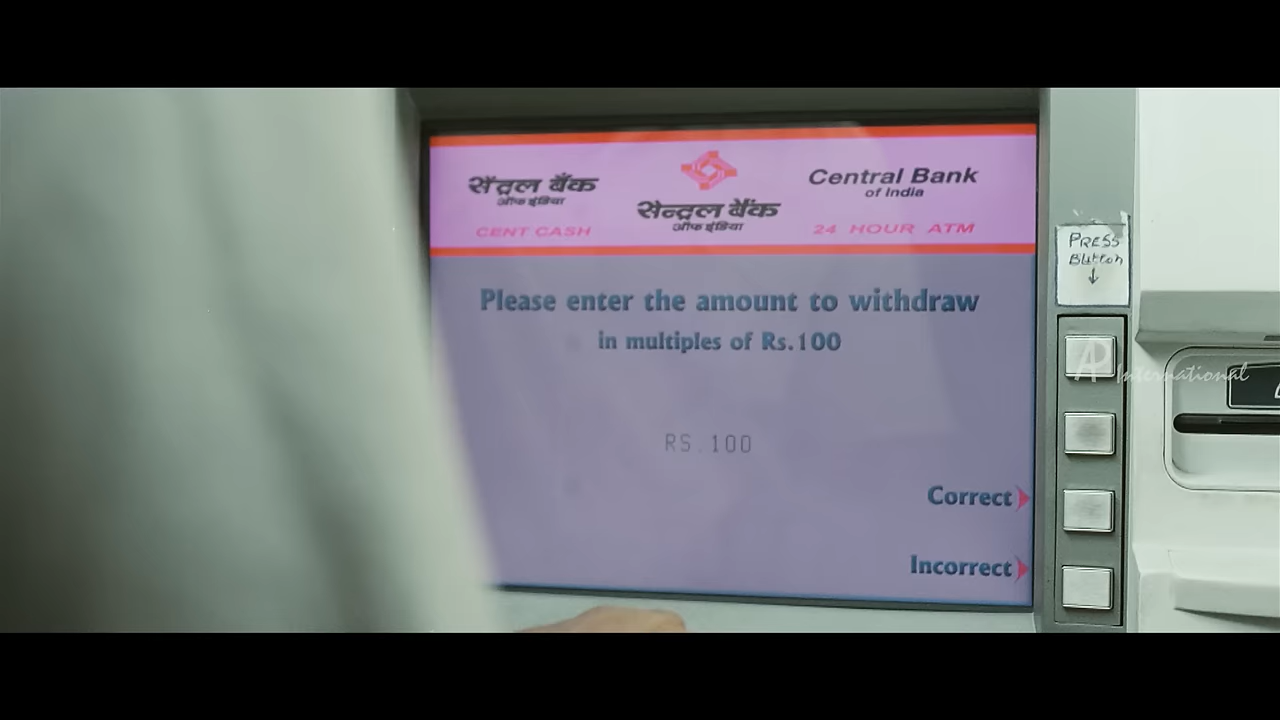 सेंट्रल बैंक
ऑफ इंडिया
CENT CASH
सेन्ट्रल बैंक
ऑफ इंडिया
Central Bank
of India
24 HOUR ATM
Please enter the amount to withdraw
in multiples of Rs.100
RS.100
Correct
Incorrect
PRESS
Button
↓
AP International